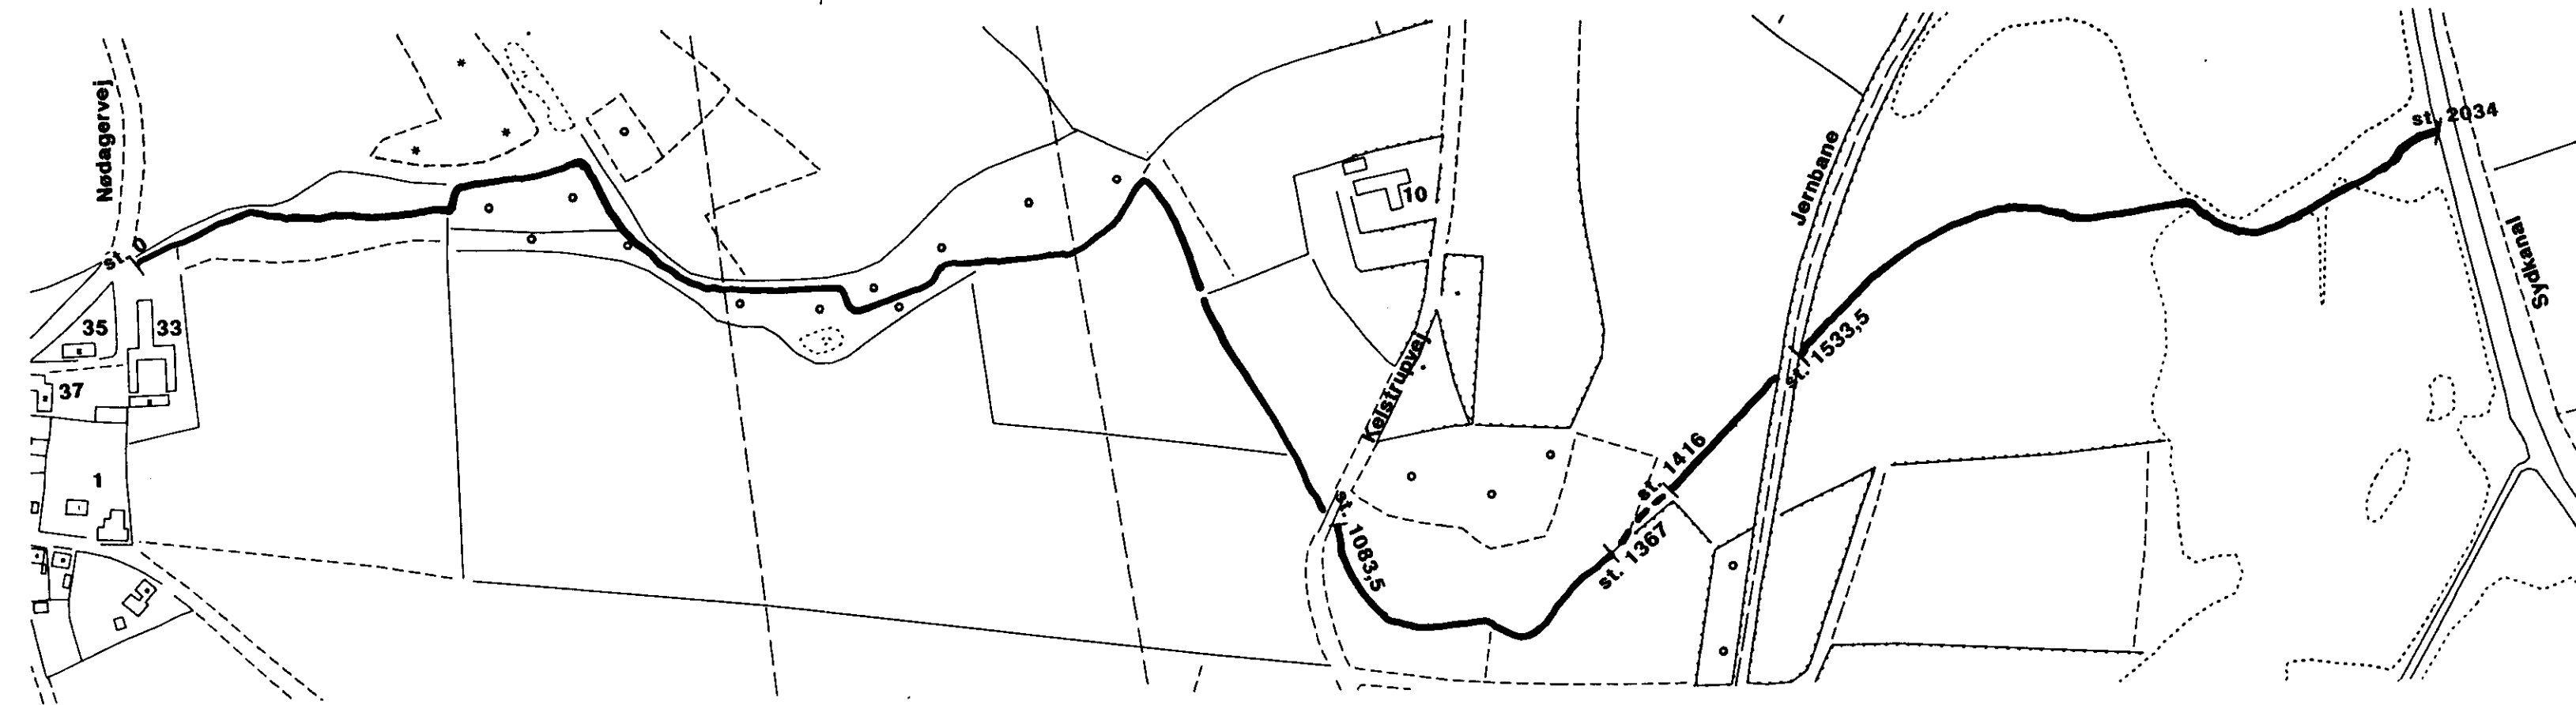 Nødagervej
st. 0
35
33
37
1
10
Kelstrupvej
st. 1083,5
st. 1367
st. 1416
Jernbane
st. 1533,5
st. 2034
Sydkanal